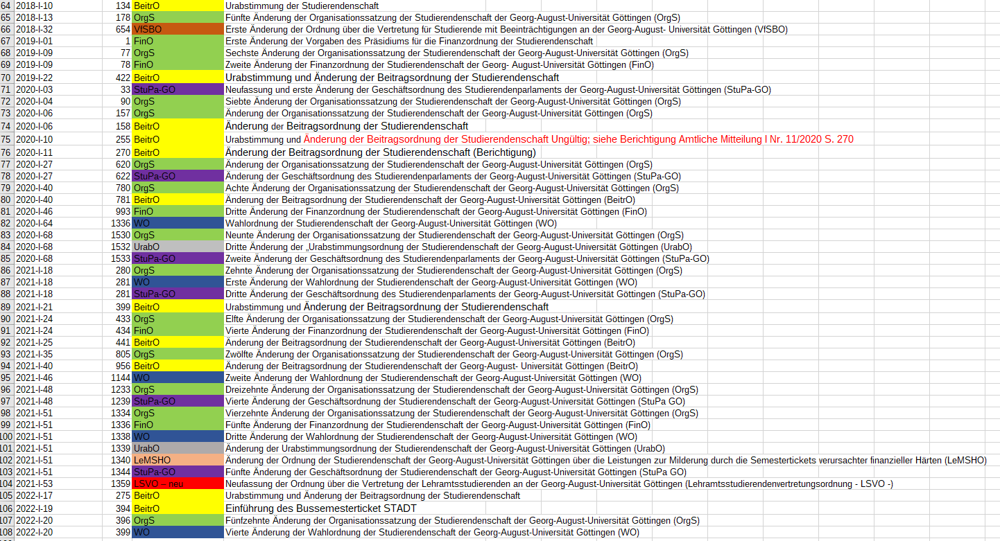 64 2018-I-10 134 BeitrO Urabstimmung der Studierendenschaft
65 2018-I-13 178 OrgS Fünfte Änderung der Organisationssatzung der Studierendenschaft der Georg-August-Universität Göttingen (OrgS)
66 2018-I-32 654 VfSBO Erste Änderung der Ordnung über die Vertretung für Studierende mit Beeinträchtigungen an der Georg-August- Universität Göttingen (VfSBO)
67 2019-I-01 1 FinO Erste Änderung der Vorgaben des Präsidiums für die Finanzordnung der Studierendenschaft
68 2019-I-09 77 OrgS Sechste Änderung der Organisationssatzung der Studierendenschaft der Georg-August-Universität Göttingen (OrgS)
69 2019-I-09 78 FinO Zweite Änderung der Finanzordnung der Studierendenschaft der Georg- August-Universität Göttingen (FinO)
70 2019-I-22 422 BeitrO Urabstimmung und Änderung der Beitragsordnung der Studierendenschaft
71 2020-I-03 33 StuPa-GO Neufassung und erste Änderung der Geschäftsordnung des Studierendenparlaments der Georg-August-Universität Göttingen (StuPa-GO)
72 2020-I-04 90 OrgS Siebte Änderung der Organisationssatzung der Studierendenschaft der Georg-August-Universität Göttingen (OrgS)
73 2020-I-06 157 OrgS Änderung der Organisationssatzung der Studierendenschaft der Georg-August-Universität Göttingen (OrgS)
74 2020-I-06 158 BeitrO Änderung der Beitragsordnung der Studierendenschaft
75 2020-I-10 255 BeitrO Urabstimmung und Änderung der Beitragsordnung der Studierendenschaft Ungültig; siehe Berichtigung Amtliche Mitteilung I Nr. 11/2020 S. 270
76 2020-I-11 270 BeitrO Änderung der Beitragsordnung der Studierendenschaft (Berichtigung)
77 2020-I-27 620 OrgS Änderung der Organisationssatzung der Studierendenschaft der Georg-August-Universität Göttingen (OrgS)
78 2020-I-27 622 StuPa-GO Änderung der Geschäftsordnung des Studierendenparlaments der Georg-August-Universität Göttingen (StuPa-GO)
79 2020-I-40 780 OrgS Achte Änderung der Organisationssatzung der Studierendenschaft der Georg-August-Universität Göttingen (OrgS)
80 2020-I-40 781 BeitrO Änderung der Beitragsordnung der Studierendenschaft der Georg-August-Universität Göttingen (BeitrO)
81 2020-I-46 993 FinO Dritte Änderung der Finanzordnung der Studierendenschaft der Georg-August-Universität Göttingen (FinO)
82 2020-I-64 1336 WO Wahlordnung der Studierendenschaft der Georg-August-Universität Göttingen (WO)
83 2020-I-68 1530 OrgS Neunte Änderung der Organisationssatzung der Studierendenschaft der Georg-August-Universität Göttingen (OrgS)
84 2020-I-68 1532 UrabO Dritte Änderung der „Urabstimmungsordnung der Studierendenschaft der Georg-August-Universität Göttingen (UrabO)
85 2020-I-68 1533 StuPa-GO Zweite Änderung der Geschäftsordnung des Studierendenparlaments der Georg-August-Universität Göttingen (StuPa-GO)
86 2021-I-18 280 OrgS Zehnte Änderung der Organisationssatzung der Studierendenschaft der Georg-August-Universität Göttingen (OrgS)
87 2021-I-18 281 WO Erste Änderung der Wahlordnung der Studierendenschaft der Georg-August-Universität Göttingen (WO)
88 2021-I-18 281 StuPa-GO Dritte Änderung der Geschäftsordnung des Studierendenparlaments der Georg-August-Universität Göttingen (StuPa-GO)
89 2021-I-21 399 BeitrO Urabstimmung und Änderung der Beitragsordnung der Studierendenschaft
90 2021-I-24 433 OrgS Elfte Änderung der Organisationssatzung der Studierendenschaft der Georg-August-Universität Göttingen (OrgS)
91 2021-I-24 434 FinO Vierte Änderung der Finanzordnung der Studierendenschaft der Georg-August-Universität Göttingen (FinO)
92 2021-I-25 441 BeitrO Änderung der Beitragsordnung der Studierendenschaft der Georg-August-Universität Göttingen (BeitrO)
93 2021-I-35 805 OrgS Zwölfte Änderung der Organisationssatzung der Studierendenschaft der Georg-August-Universität Göttingen (OrgS)
94 2021-I-40 956 BeitrO Änderung der Beitragsordnung der Studierendenschaft der Georg-August- Universität Göttingen (BeitrO)
95 2021-I-46 1144 WO Zweite Änderung der Wahlordnung der Studierendenschaft der Georg-August-Universität Göttingen (WO)
96 2021-I-48 1233 OrgS Dreizehnte Änderung der Organisationssatzung der Studierendenschaft der Georg-August-Universität Göttingen (OrgS)
97 2021-I-48 1239 StuPa-GO Vierte Änderung der Geschäftsordnung der Studierendenschaft der Georg-August-Universität Göttingen (StuPa GO)
98 2021-I-51 1334 OrgS Vierzehnte Änderung der Organisationssatzung der Studierendenschaft der Georg-August-Universität Göttingen (OrgS)
99 2021-I-51 1336 FinO Fünfte Änderung der Finanzordnung der Studierendenschaft der Georg-August-Universität Göttingen (FinO)
100 2021-I-51 1338 WO Dritte Änderung der Wahlordnung der Studierendenschaft der Georg-August-Universität Göttingen (WO)
101 2021-I-51 1339 UrabO Änderung der Urabstimmungsordnung der Studierendenschaft der Georg-August-Universität Göttingen (UrabO)
102 2021-I-51 1340 LeMSHO Änderung der Ordnung der Studierendenschaft der Georg-August-Universität Göttingen über die Leistungen zur Milderung durch die Semestertickets verursachter finanzieller Härten (LeMSHO)
103 2021-I-51 1344 StuPa-GO Fünfte Änderung der Geschäftsordnung der Studierendenschaft der Georg-August-Universität Göttingen (StuPa GO)
104 2021-I-53 1359 LSVO – neu Neufassung der Ordnung über die Vertretung der Lehramtsstudierenden an der Georg-August-Universität Göttingen (Lehramtsstudierendenvertretungsordnung - LSVO -)
105 2022-I-17 275 BeitrO Urabstimmung und Änderung der Beitragsordnung der Studierendenschaft
106 2022-I-19 394 BeitrO Einführung des Bussemesterticket STADT
107 2022-I-20 396 OrgS Fünfzehnte Änderung der Organisationssatzung der Studierendenschaft der Georg-August-Universität Göttingen (OrgS)
108 2022-I-20 399 WO Vierte Änderung der Wahlordnung der Studierendenschaft der Georg-August-Universität Göttingen (WO)